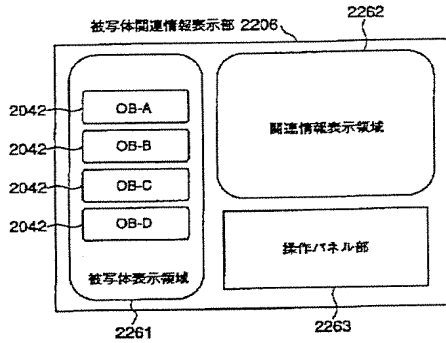 被写体関連情報表示部 2206
2262
2042
OB-A
2042
OB-B
2042
OB-C
2042
OB-D
被写体表示領域
関連情報表示領域
操作パネル部
2261
2263